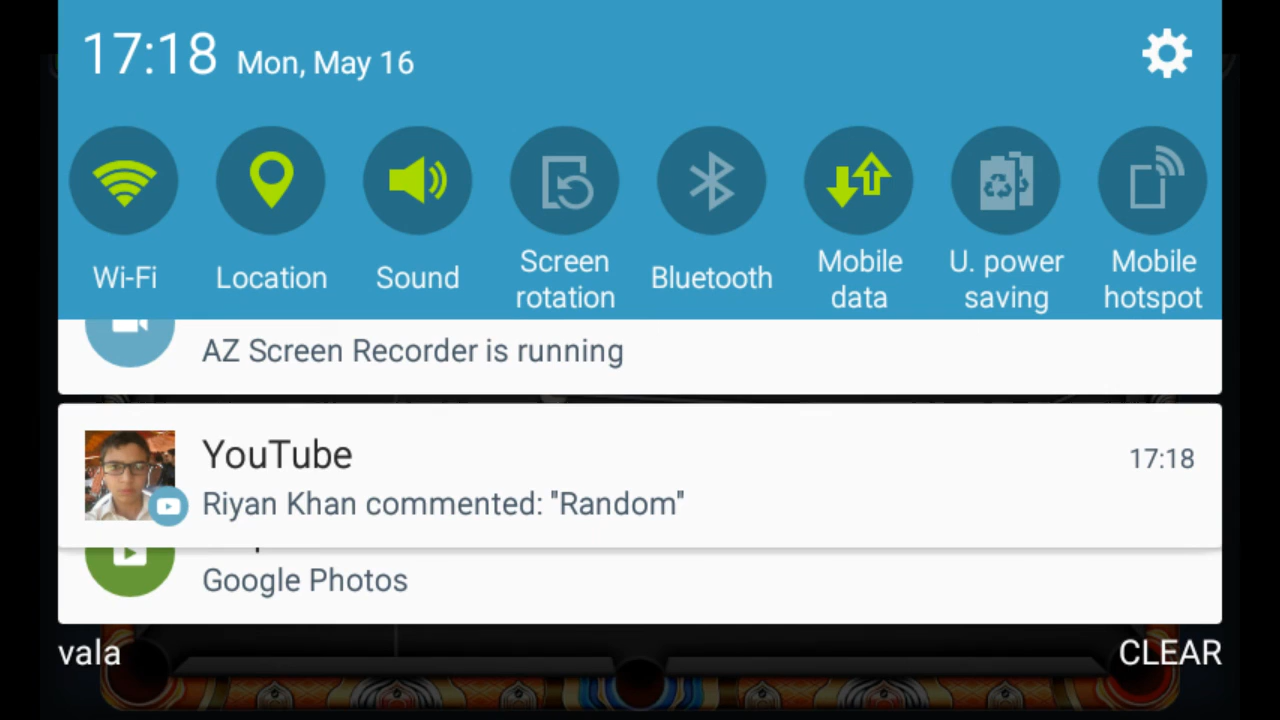 17:18 Mon, May 16
Wi-Fi
Location
Sound
Screen
rotation
Bluetooth
Mobile
data
U. power
saving
Mobile
hotspot
AZ Screen Recorder is running
YouTube 17:18
Riyan Khan commented: "Random"
Google Photos
vala CLEAR